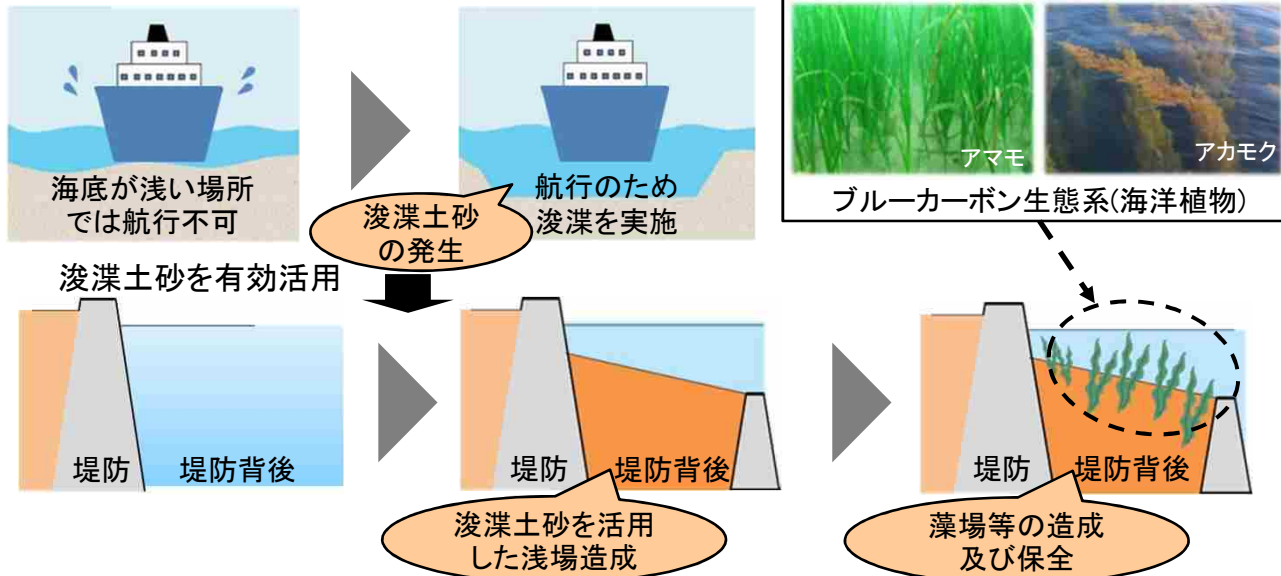 海底が浅い場所
では航行不可
浚渫土砂
の発生
航行のため
浚渫を実施
アマモ
アカモク
ブルーカーボン生態系(海洋植物)
浚渫土砂を有効活用
堤防
堤防背後
堤防
堤防背後
浚渫土砂を活用
した浅場造成
堤防
堤防背後
藻場等の造成
及び保全